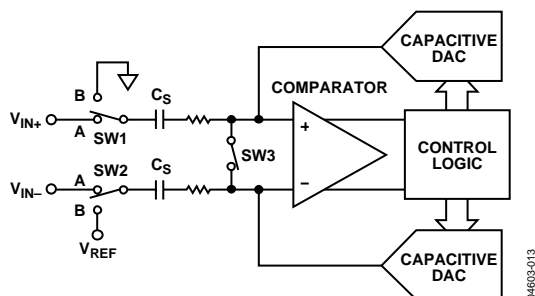 CAPACITIVE
DAC
COMPARATOR
B
CS
VIN+
A
SW1
+
SW3
CONTROL
LOGIC
SW2
CS
VIN–
A
B
–
VREF
CAPACITIVE
DAC
04603-013